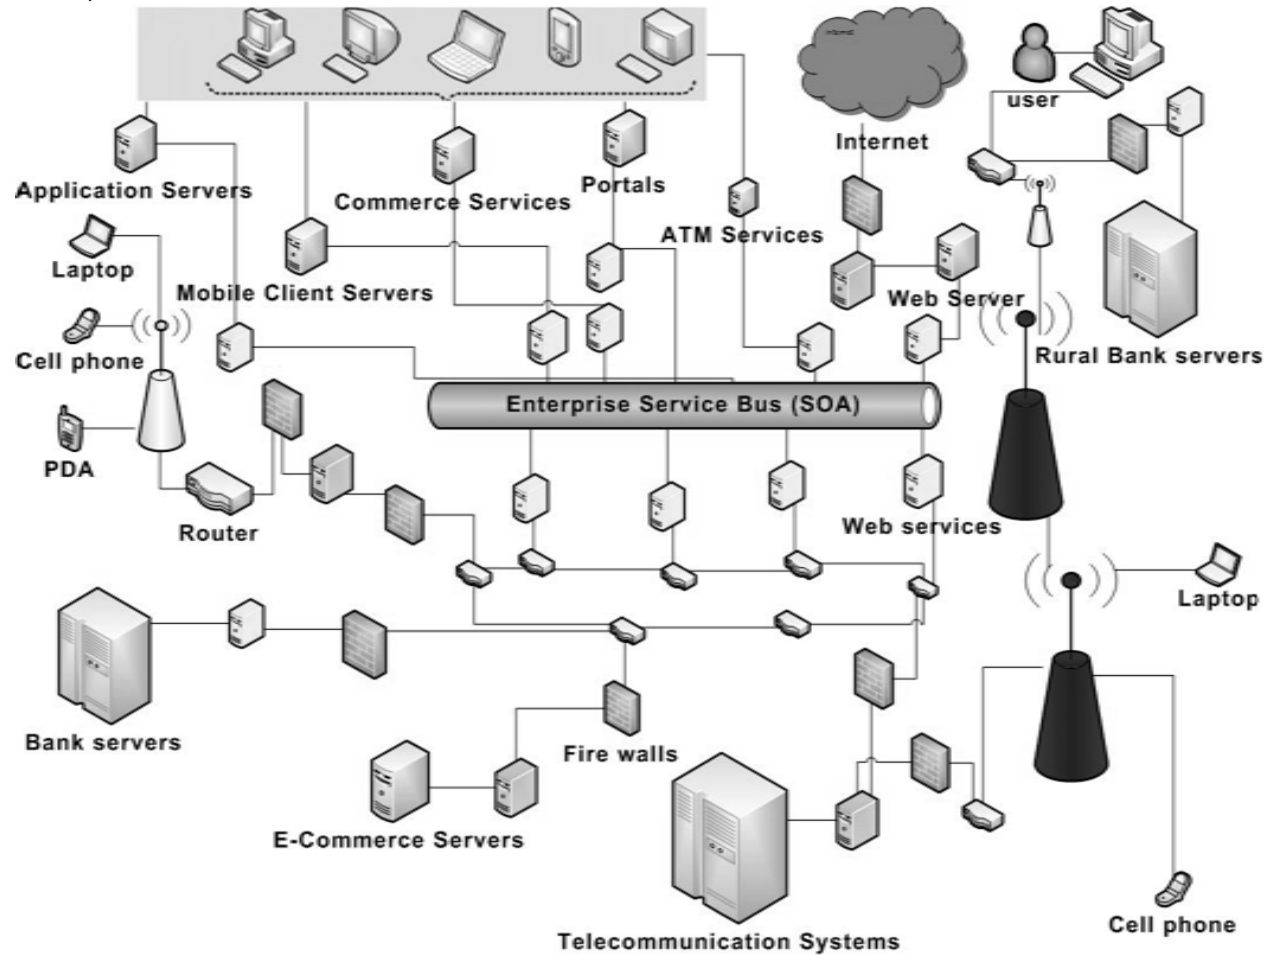 Internet
user
Internet
Application Servers
Commerce Services
Portals
ATM Services
Laptop
Mobile Client Servers
Web Server
Cell phone
Rural Bank servers
Enterprise Service Bus (SOA)
PDA
Router
Web services
Laptop
Bank servers
Fire walls
E-Commerce Servers
Cell phone
Telecommunication Systems